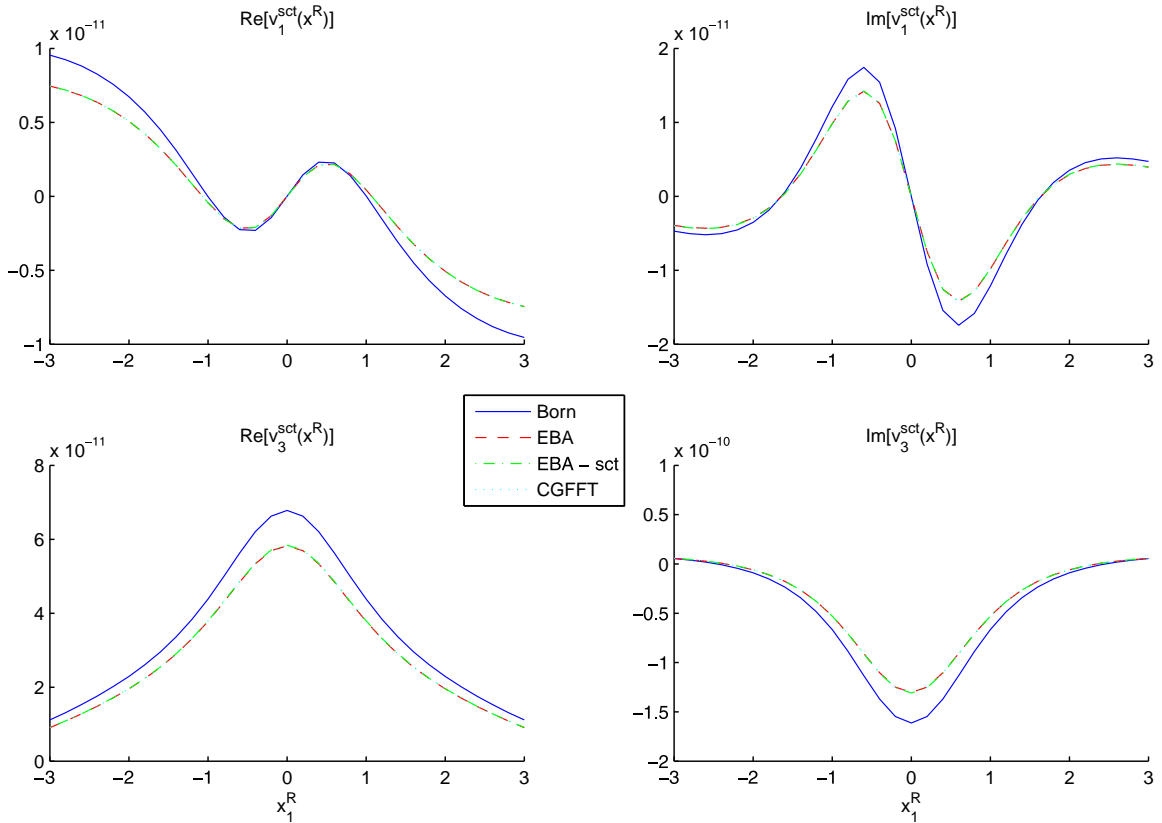 Re[v₁ˢᶜᵗ(xᴿ)]
x 10⁻¹¹
1
0.5
0
−0.5
−1
−3 −2 −1 0 1 2 3
Im[v₁ˢᶜᵗ(xᴿ)]
x 10⁻¹¹
2
1
0
−1
−2
−3 −2 −1 0 1 2 3
Born
EBA
EBA − sct
CGFFT
Re[v₃ˢᶜᵗ(xᴿ)]
x 10⁻¹¹
8
6
4
2
0
−3 −2 −1 0 1 2 3
x₁ᴿ
Im[v₃ˢᶜᵗ(xᴿ)]
x 10⁻¹⁰
1
0.5
0
−0.5
−1
−1.5
−2
−3 −2 −1 0 1 2 3
x₁ᴿ